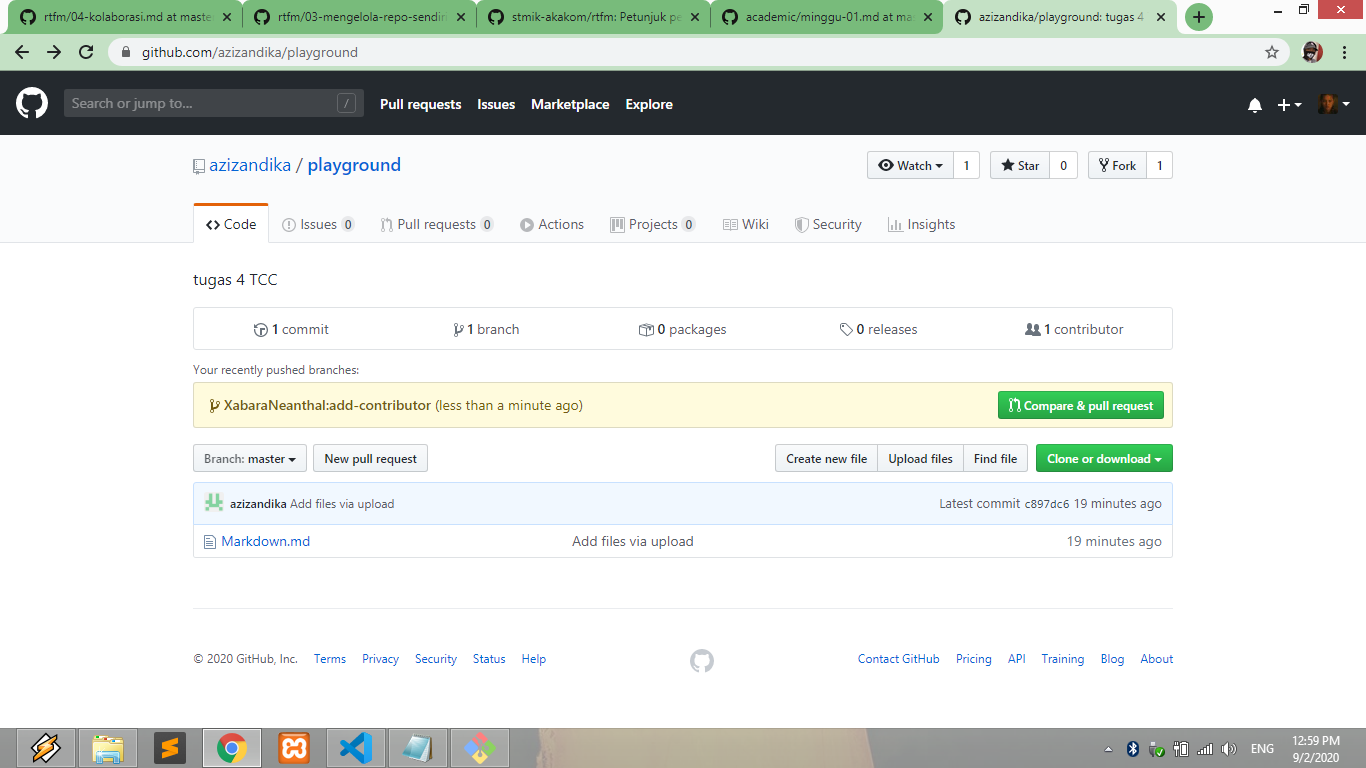 rtfm/04-kolaborasi.md at maste
rtfm/03-mengelola-repo-sendiri
stmik-akakom/rtfm: Petunjuk pe
academic/minggu-01.md at mas
azizandika/playground: tugas 4
github.com/azizandika/playground
Search or jump to... /
Pull requests Issues Marketplace Explore
azizandika / playground
Watch 1 Star 0 Fork 1
Code Issues 0 Pull requests 0 Actions Projects 0 Wiki Security Insights
tugas 4 TCC
1 commit 1 branch 0 packages 0 releases 1 contributor
Your recently pushed branches:
XabaraNeanthal:add-contributor (less than a minute ago) Compare & pull request
Branch: master New pull request Create new file Upload files Find file Clone or download
azizandika Add files via upload Latest commit c897dc6 19 minutes ago
Markdown.md Add files via upload 19 minutes ago
© 2020 GitHub, Inc. Terms Privacy Security Status Help Contact GitHub Pricing API Training Blog About
ENG
12:59 PM
9/2/2020